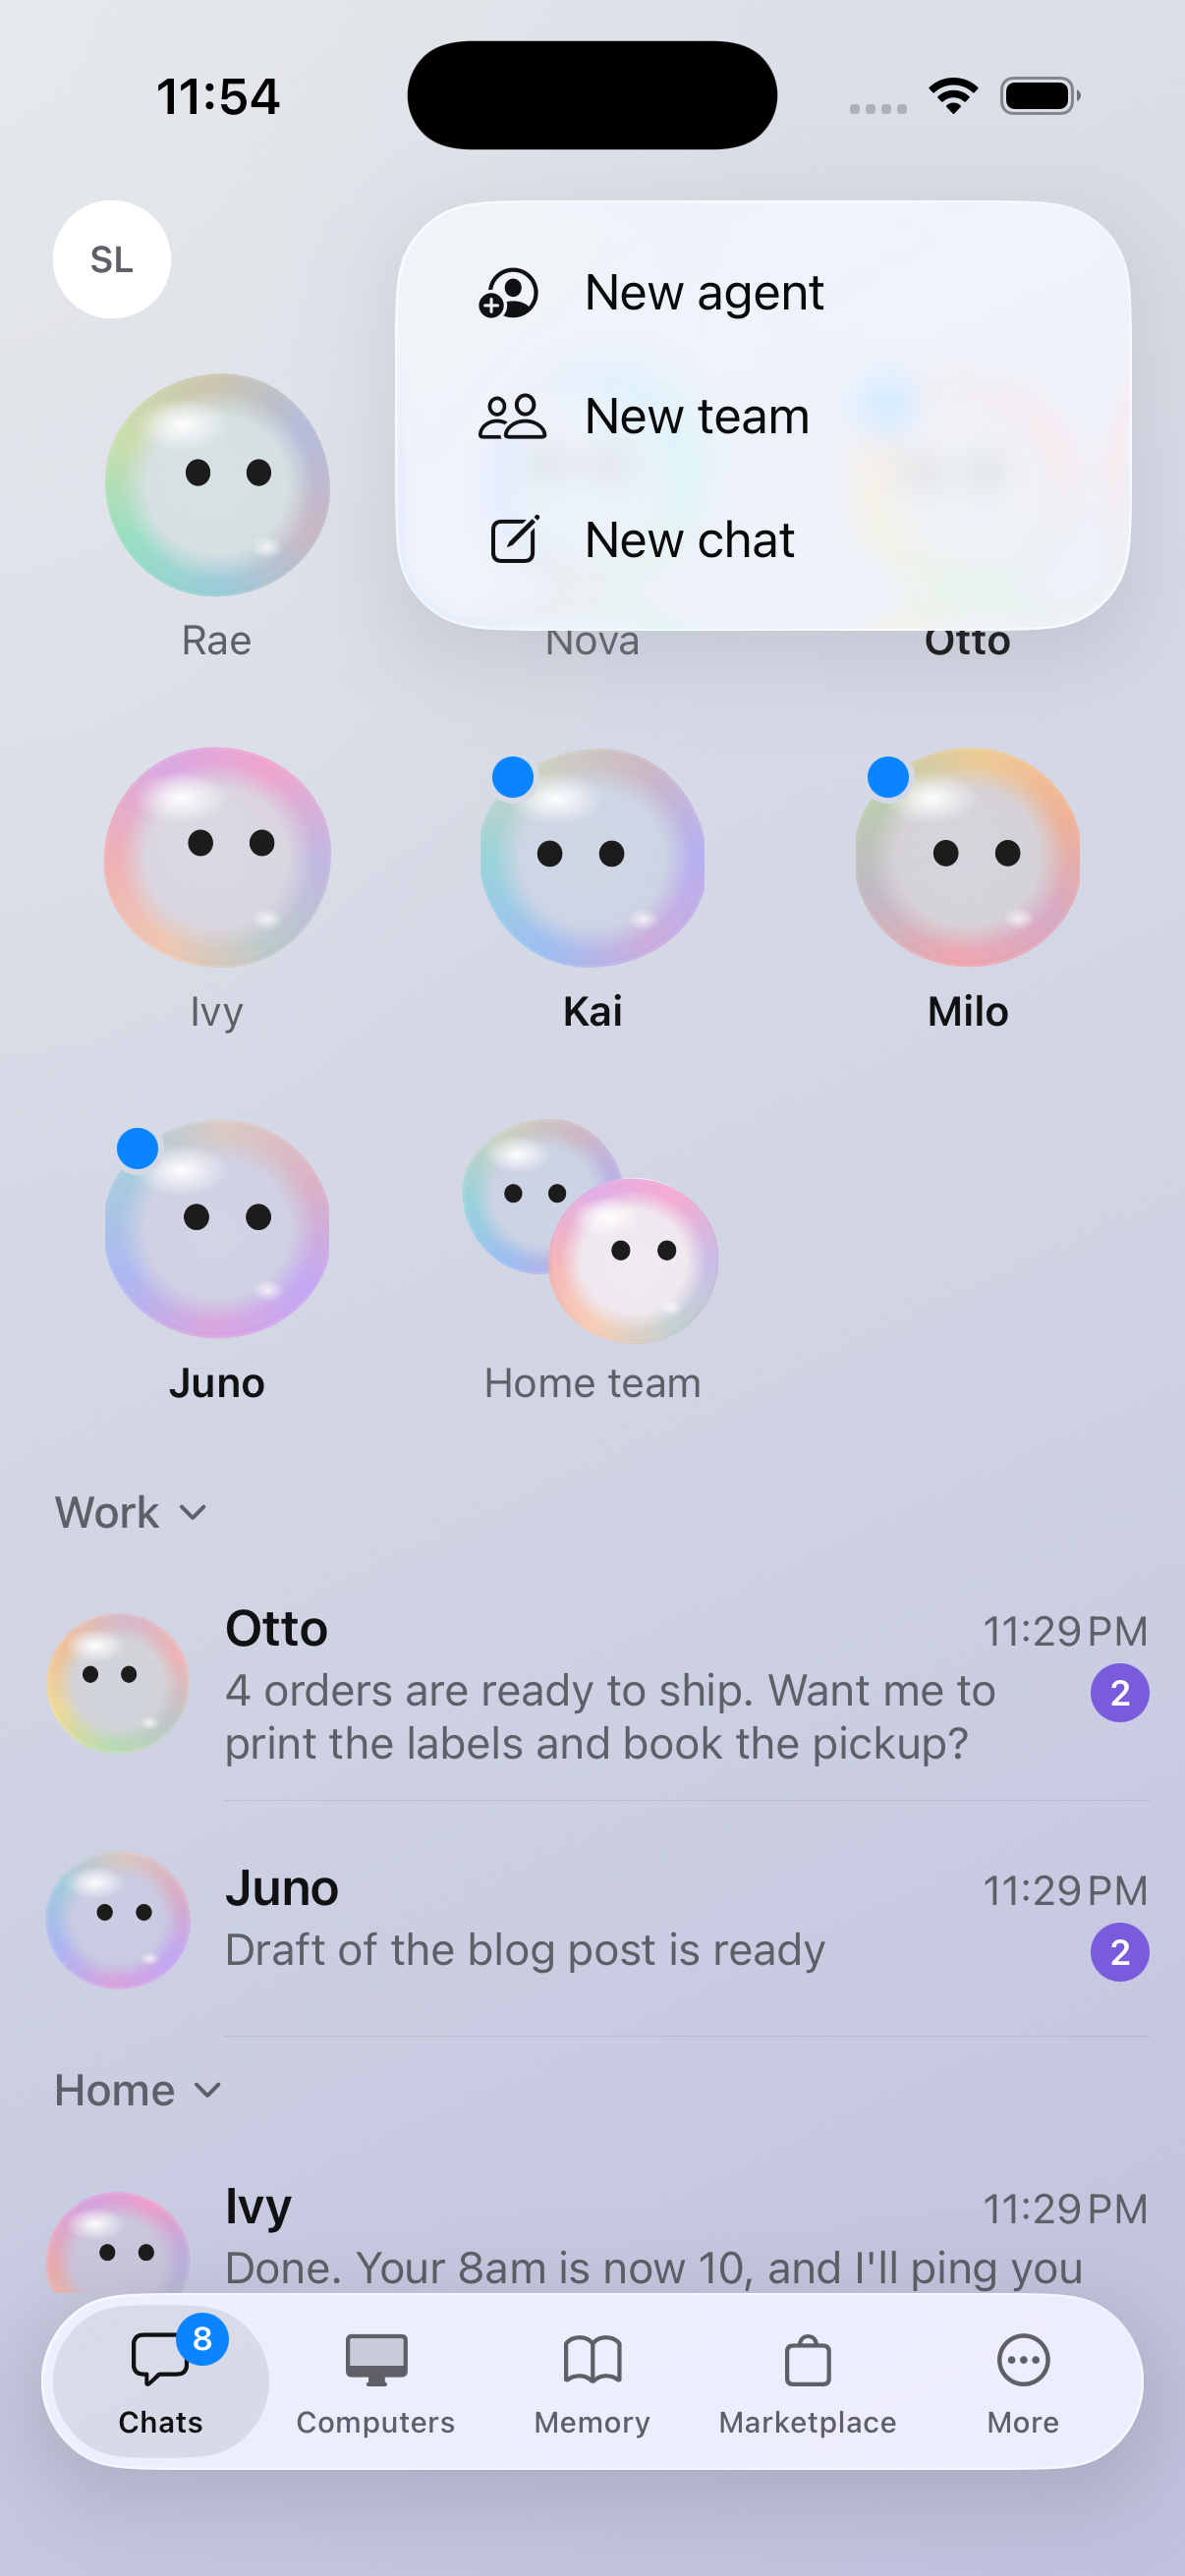 11:54
SL
New agent
New team
New chat
Rae
Nova
Otto
Ivy
Kai
Milo
Juno
Home team
Work
Otto
11:29 PM
4 orders are ready to ship. Want me to
print the labels and book the pickup?
2
Juno
11:29 PM
Draft of the blog post is ready
2
Home
Ivy
11:29 PM
Done. Your 8am is now 10, and I'll ping you
8
Chats
Computers
Memory
Marketplace
More